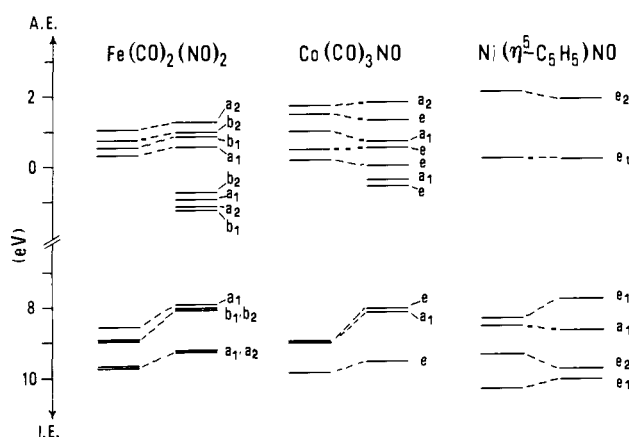 A.E.
Fe(CO)₂(NO)₂ Co(CO)₃NO Ni(η⁵-C₅H₅)NO
2
0
(eV)
8
10
I.E.
a₂
b₂
b₁
a₁
b₂
a₁
a₂
b₁
a₁
b₁,b₂
a₁,a₂
a₂
e
a₁
e
e
a₁
e
e
a₁
e
e₂
e₁
e₁
a₁
e₂
e₁